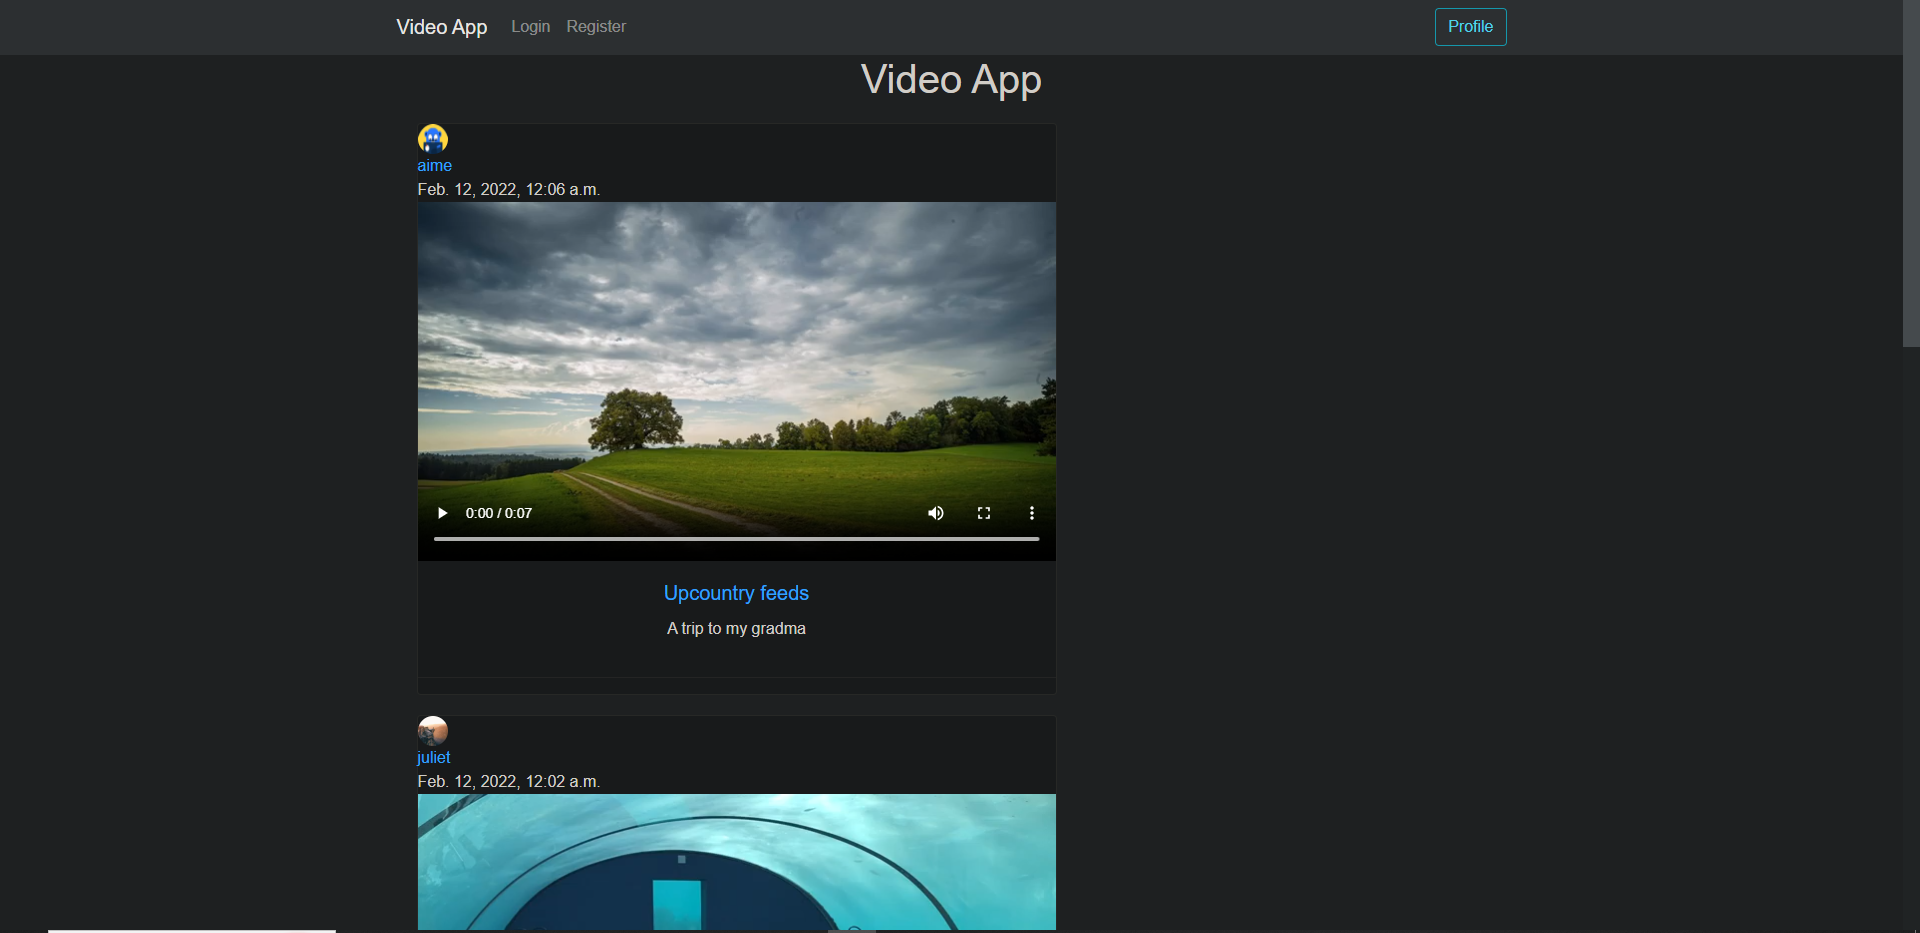 Video App Login Register Profile
Video App
aime
Feb. 12, 2022, 12:06 a.m.
0:00 / 0:07
Upcountry feeds
A trip to my gradma
juliet
Feb. 12, 2022, 12:02 a.m.